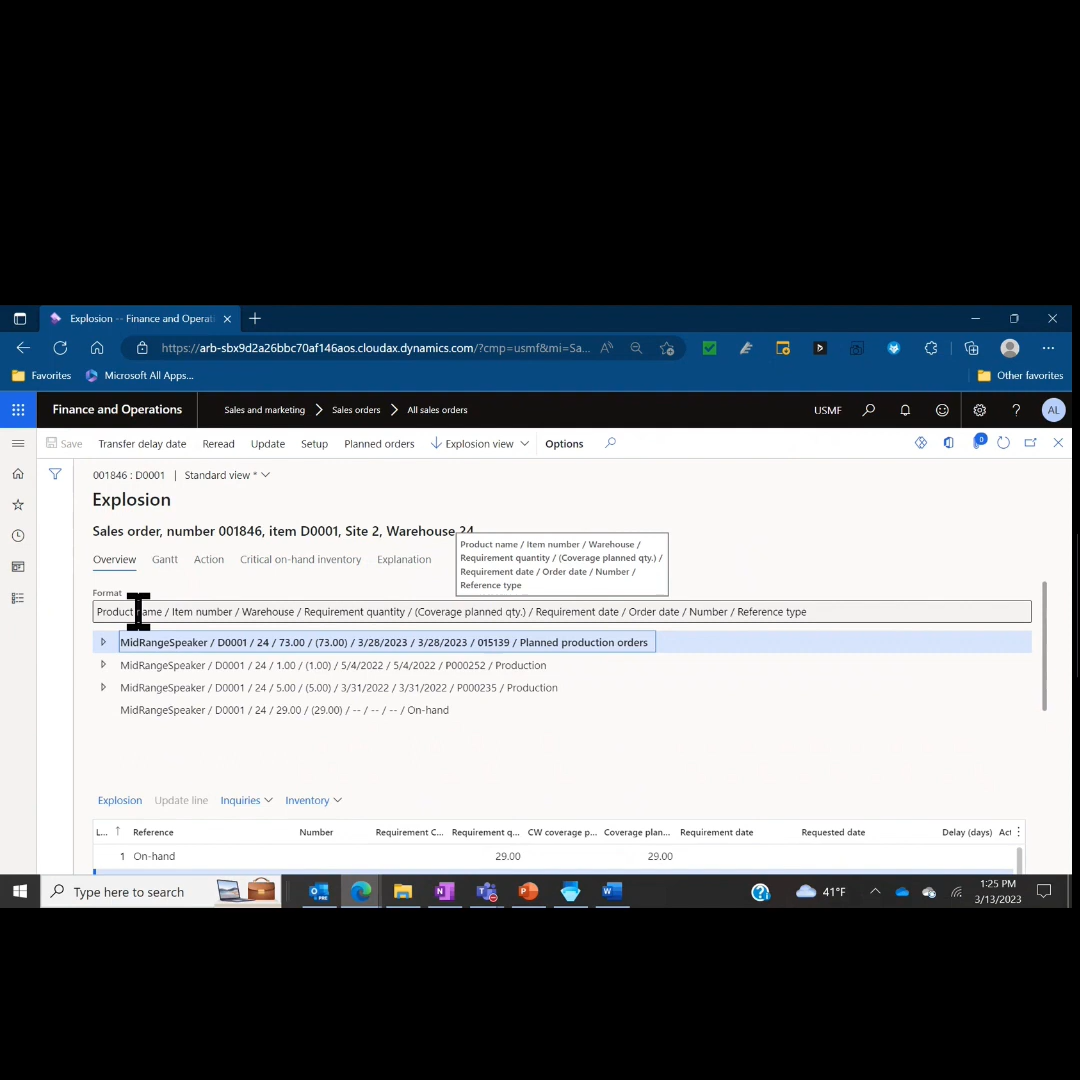 Explosion -- Finance and Operati
https://arb-sbx9d2a26bbc70af146aos.cloudax.dynamics.com/?cmp=usmf&mi=Sa...
Favorites
Microsoft All Apps...
Other favorites
Finance and Operations
Sales and marketing
Sales orders
All sales orders
USMF
?
AL
Save
Transfer delay date
Reread
Update
Setup
Planned orders
Explosion view
Options
0
001846 : D0001 | Standard view *
Explosion
Sales order, number 001846, item D0001, Site 2, Warehouse 24
Product name / Item number / Warehouse /
Requirement quantity / (Coverage planned qty.) /
Requirement date / Order date / Number /
Reference type
Overview
Gantt
Action
Critical on-hand inventory
Explanation
Format
Product name / Item number / Warehouse / Requirement quantity / (Coverage planned qty.) / Requirement date / Order date / Number / Reference type
MidRangeSpeaker / D0001 / 24 / 73.00 / (73.00) / 3/28/2023 / 3/28/2023 / 015139 / Planned production orders
MidRangeSpeaker / D0001 / 24 / 1.00 / (1.00) / 5/4/2022 / 5/4/2022 / P000252 / Production
MidRangeSpeaker / D0001 / 24 / 5.00 / (5.00) / 3/31/2022 / 3/31/2022 / P000235 / Production
MidRangeSpeaker / D0001 / 24 / 29.00 / (29.00) / -- / -- / -- / On-hand
Explosion
Update line
Inquiries
Inventory
L...
Reference
Number
Requirement C...
Requirement q...
CW coverage p...
Coverage plan...
Requirement date
Requested date
Delay (days)
Act
1 On-hand 29.00 29.00
Type here to search
41°F
1:25 PM
3/13/2023